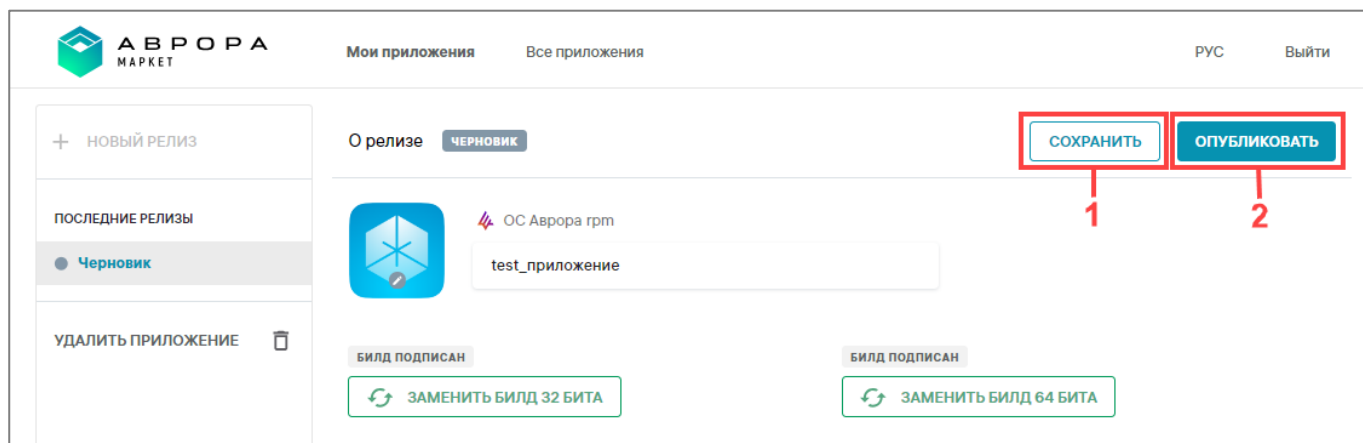 АВРОРА
МАРКЕТ
Мои приложения
Все приложения
РУС
Выйти
+ НОВЫЙ РЕЛИЗ
О релизе
ЧЕРНОВИК
СОХРАНИТЬ
ОПУБЛИКОВАТЬ
1
2
ПОСЛЕДНИЕ РЕЛИЗЫ
Черновик
УДАЛИТЬ ПРИЛОЖЕНИЕ
ОС Аврора rpm
test_приложение
БИЛД ПОДПИСАН
ЗАМЕНИТЬ БИЛД 32 БИТА
БИЛД ПОДПИСАН
ЗАМЕНИТЬ БИЛД 64 БИТА